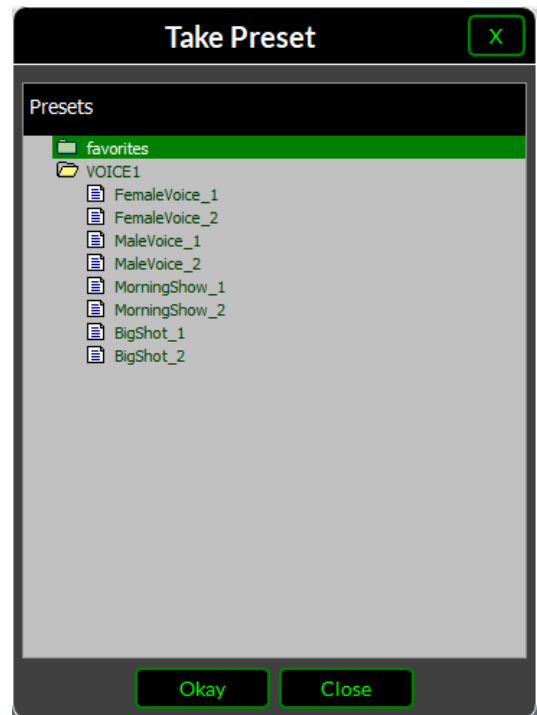 Take Preset
X
Presets
favorites
VOICE1
FemaleVoice_1
FemaleVoice_2
MaleVoice_1
MaleVoice_2
MorningShow_1
MorningShow_2
BigShot_1
BigShot_2
Okay
Close